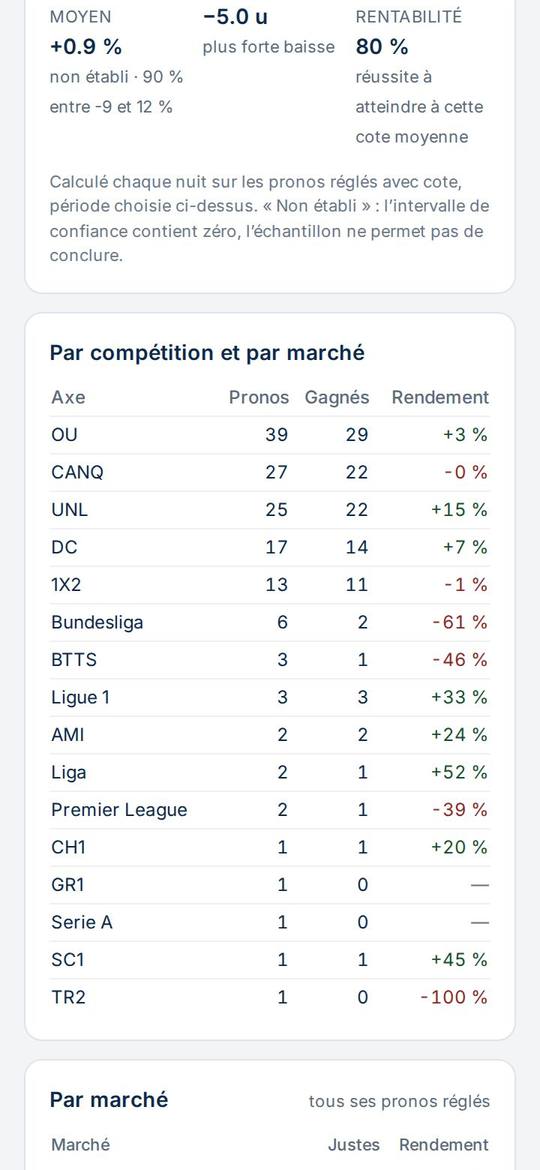 MOYEN
+0.9 %
non établi · 90 %
entre -9 et 12 %
−5.0 u
plus forte baisse
RENTABILITÉ
80 %
réussite à
atteindre à cette
cote moyenne
Calculé chaque nuit sur les pronos réglés avec cote,
période choisie ci-dessus. « Non établi » : l’intervalle de
confiance contient zéro, l’échantillon ne permet pas de
conclure.
Par compétition et par marché
Axe Pronos Gagnés Rendement
OU 39 29 +3 %
CANQ 27 22 -0 %
UNL 25 22 +15 %
DC 17 14 +7 %
1X2 13 11 -1 %
Bundesliga 6 2 -61 %
BTTS 3 1 -46 %
Ligue 1 3 3 +33 %
AMI 2 2 +24 %
Liga 2 1 +52 %
Premier League 2 1 -39 %
CH1 1 1 +20 %
GR1 1 0 —
Serie A 1 0 —
SC1 1 1 +45 %
TR2 1 0 -100 %
Par marché tous ses pronos réglés
Marché Justes Rendement